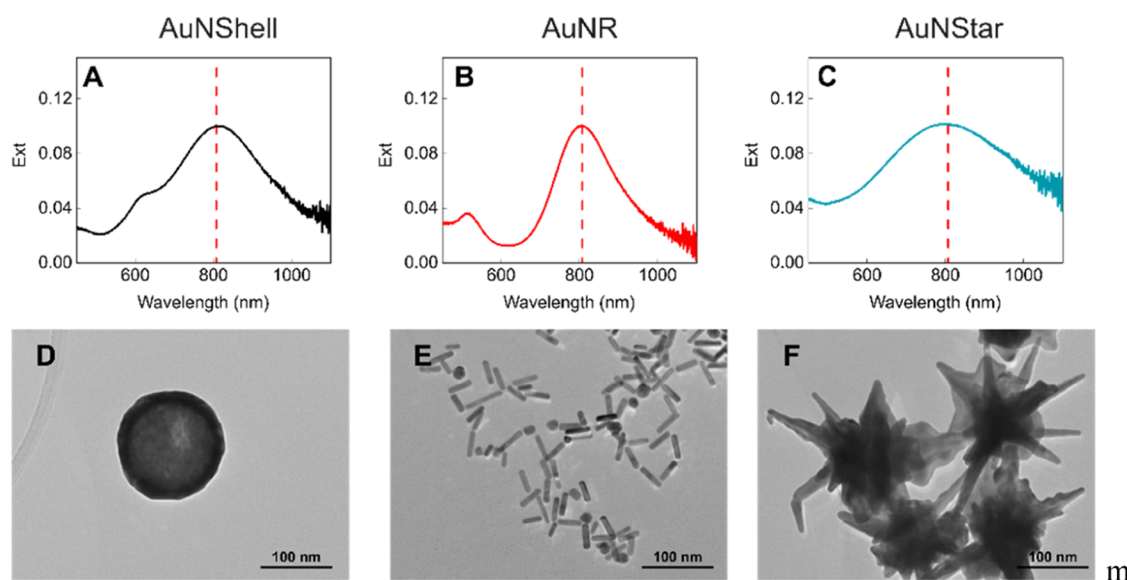 AuNShell AuNR AuNStar
A B C
0.12 0.12 0.12
Ext 0.08 Ext 0.08 Ext 0.08
0.04 0.04 0.04
0.00 0.00 0.00
600 800 1000 600 800 1000 600 800 1000
Wavelength (nm) Wavelength (nm) Wavelength (nm)
D E F
100 nm 100 nm 100 nm m